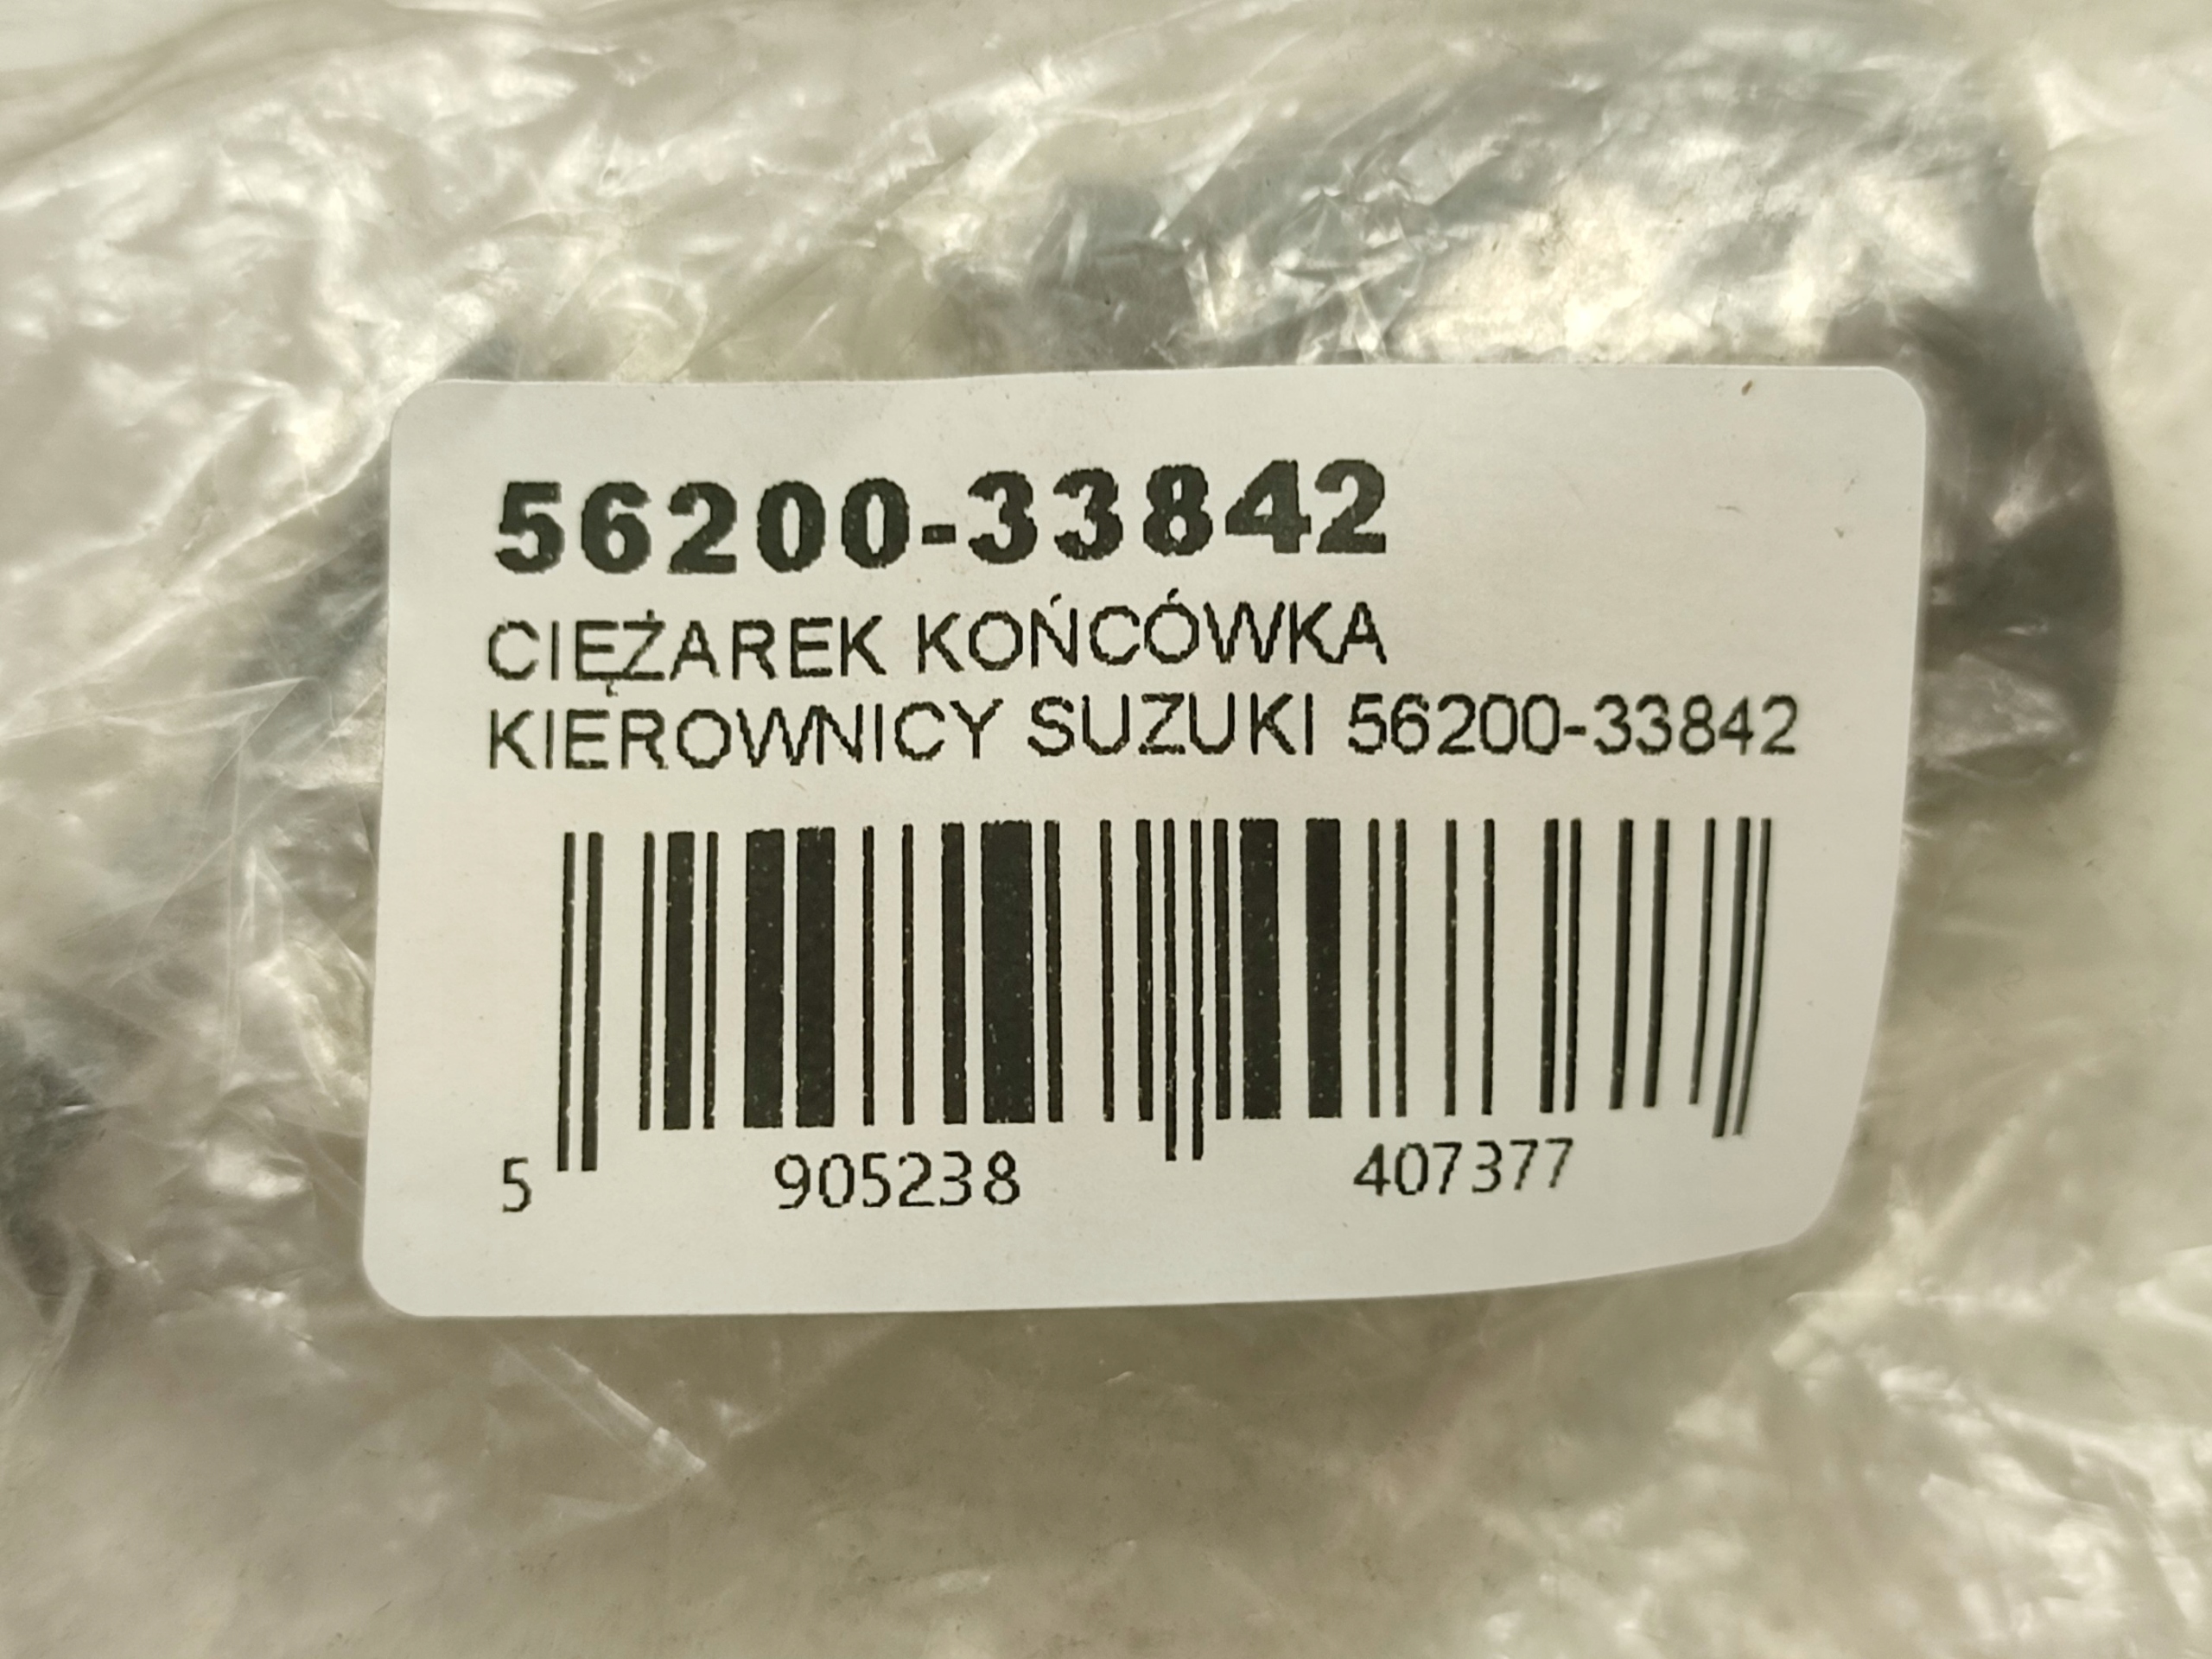 56200-33842
CIĘŻAREK KOŃCÓWKA
KIEROWNICY SUZUKI 56200-33842
5 905238 407377